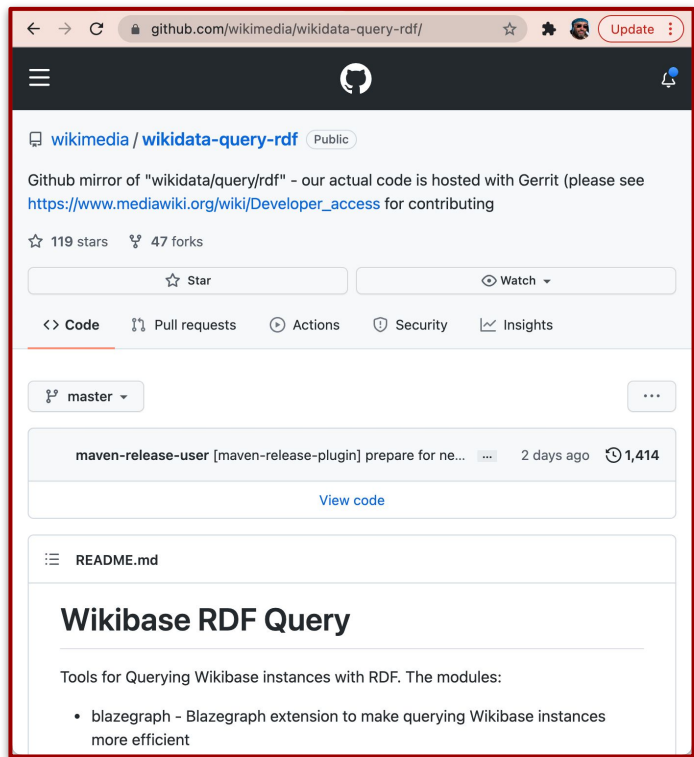 github.com/wikimedia/wikidata-query-rdf/
Update
wikimedia / wikidata-query-rdf Public
Github mirror of "wikidata/query/rdf" - our actual code is hosted with Gerrit (please see
https://www.mediawiki.org/wiki/Developer_access for contributing
119 stars 47 forks
Star Watch
<> Code Pull requests Actions Security Insights
master ...
maven-release-user [maven-release-plugin] prepare for ne... ... 2 days ago 1,414
View code
README.md
Wikibase RDF Query
Tools for Querying Wikibase instances with RDF. The modules:
• blazegraph - Blazegraph extension to make querying Wikibase instances
more efficient